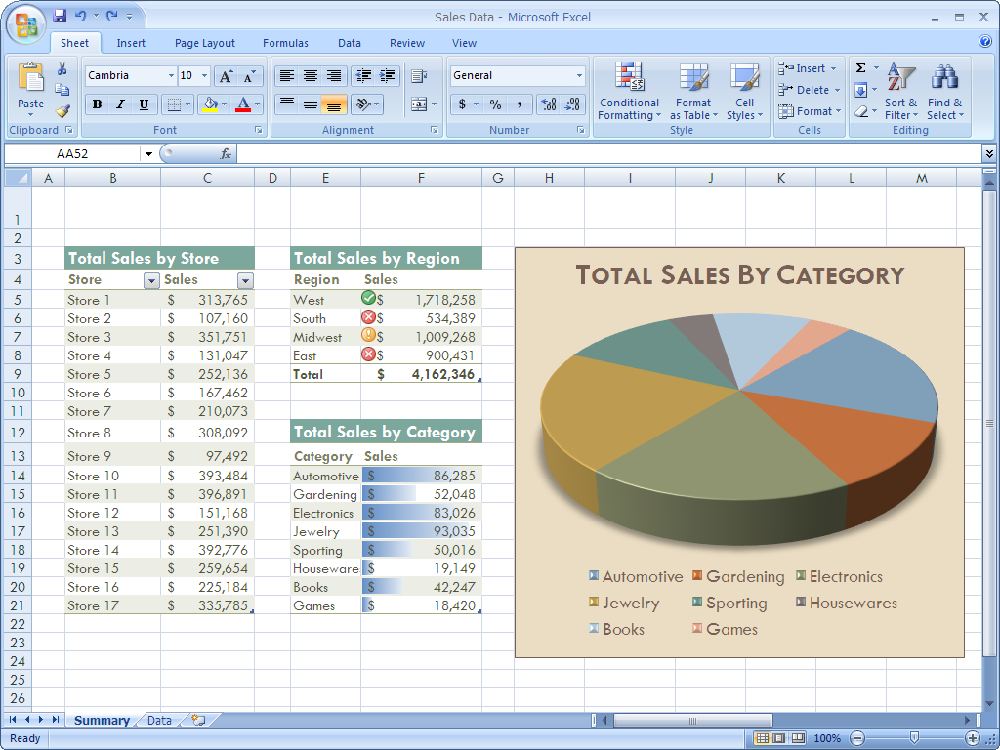 Sales Data - Microsoft Excel
Sheet Insert Page Layout Formulas Data Review View
Paste
Cambria 10 A A
B I U A
General
$ % , .0 .00 .00 .0
Conditional Formatting
Format as Table
Cell Styles
Insert
Delete
Format
Σ
Sort & Filter
Find & Select
Clipboard Font Alignment Number Style Cells Editing
AA52 fx
A B C D E F G H I J K L M
1
2
3 Total Sales by Store Total Sales by Region
4 Store Sales Region Sales
5 Store 1 $ 313,765 West $ 1,718,258
6 Store 2 $ 107,160 South $ 534,389
7 Store 3 $ 351,751 Midwest $ 1,009,268
8 Store 4 $ 131,047 East $ 900,431
9 Store 5 $ 252,136 Total $ 4,162,346
10 Store 6 $ 167,462
11 Store 7 $ 210,073
12 Store 8 $ 308,092 Total Sales by Category
13 Store 9 $ 97,492 Category Sales
14 Store 10 $ 393,484 Automotive $ 86,285
15 Store 11 $ 396,891 Gardening $ 52,048
16 Store 12 $ 151,168 Electronics $ 83,026
17 Store 13 $ 251,390 Jewelry $ 93,035
18 Store 14 $ 392,776 Sporting $ 50,016
19 Store 15 $ 259,654 Houseware $ 19,149
20 Store 16 $ 225,184 Books $ 42,247
21 Store 17 $ 335,785 Games $ 18,420
22
23
24
25
26
TOTAL SALES BY CATEGORY
Automotive Gardening Electronics
Jewelry Sporting Housewares
Books Games
Summary Data
Ready 100%